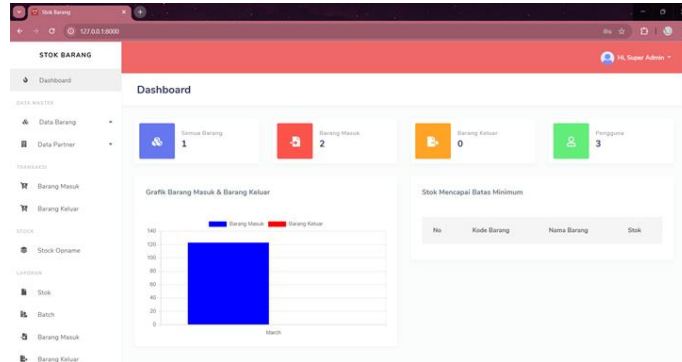 Stok Barang
127.0.0.1:8000
STOK BARANG
Hi, Super Admin
Dashboard
Dashboard
DATA MASTER
Data Barang
Data Partner
TRANSAKSI
Barang Masuk
Barang Keluar
STOCK
Stock Opname
LAPORAN
Stok
Batch
Barang Masuk
Barang Keluar
Semua Barang
1
Barang Masuk
2
Barang Keluar
0
Pengguna
3
Grafik Barang Masuk & Barang Keluar
Barang Masuk Barang Keluar
140
120
100
80
60
40
20
0
March
Stok Mencapai Batas Minimum
No Kode Barang Nama Barang Stok